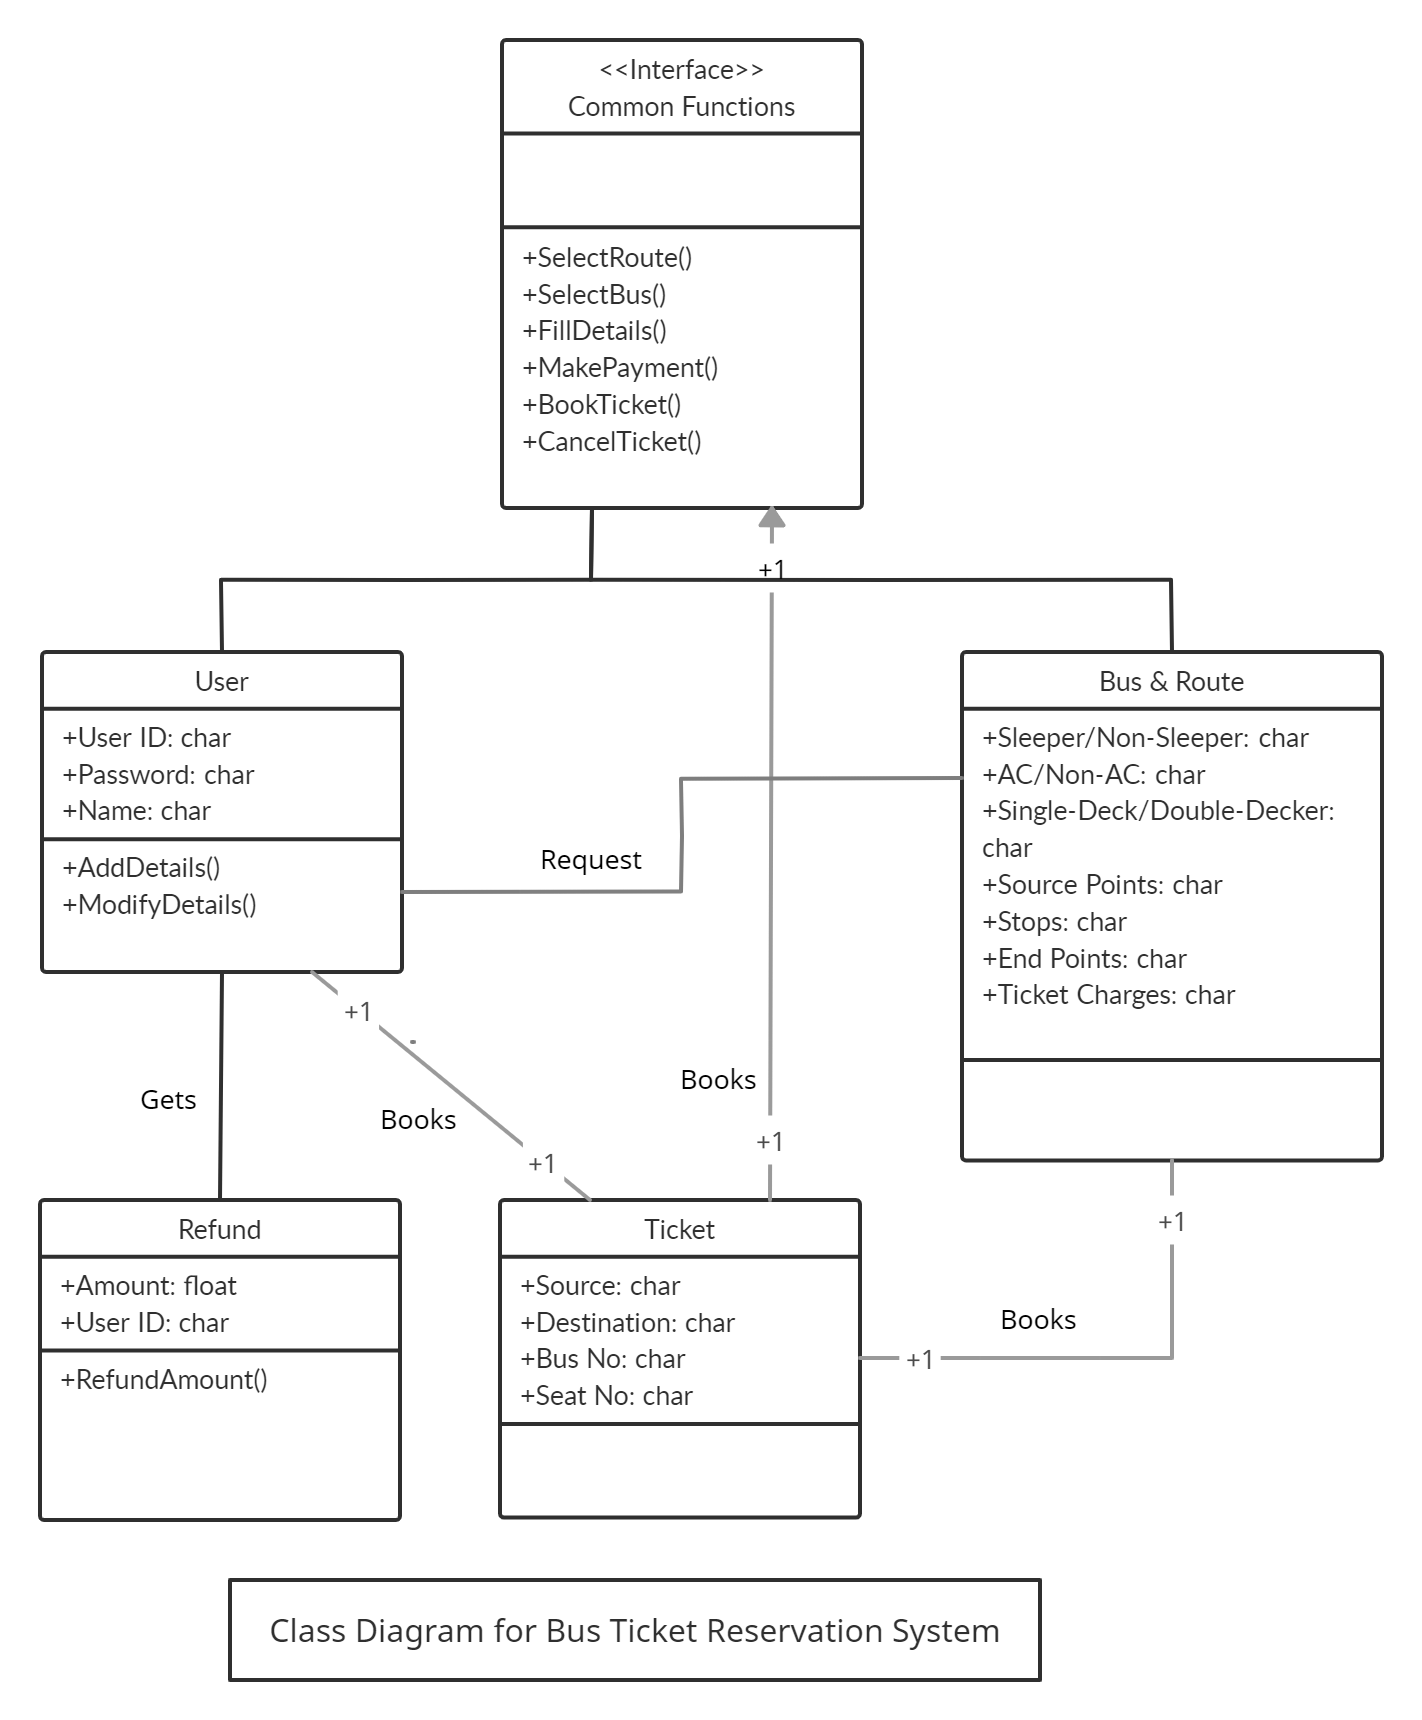 <<Interface>>
Common Functions
+SelectRoute()
+SelectBus()
+FillDetails()
+MakePayment()
+BookTicket()
+CancelTicket()
+1
User
+User ID: char
+Password: char
+Name: char
+AddDetails()
+ModifyDetails()
Request
Bus & Route
+Sleeper/Non-Sleeper: char
+AC/Non-AC: char
+Single-Deck/Double-Decker:
char
+Source Points: char
+Stops: char
+End Points: char
+Ticket Charges: char
+1
Gets
Books
+1
Books
+1
+1
Books
+1
Refund
+Amount: float
+User ID: char
+RefundAmount()
Ticket
+Source: char
+Destination: char
+Bus No: char
+Seat No: char
Class Diagram for Bus Ticket Reservation System